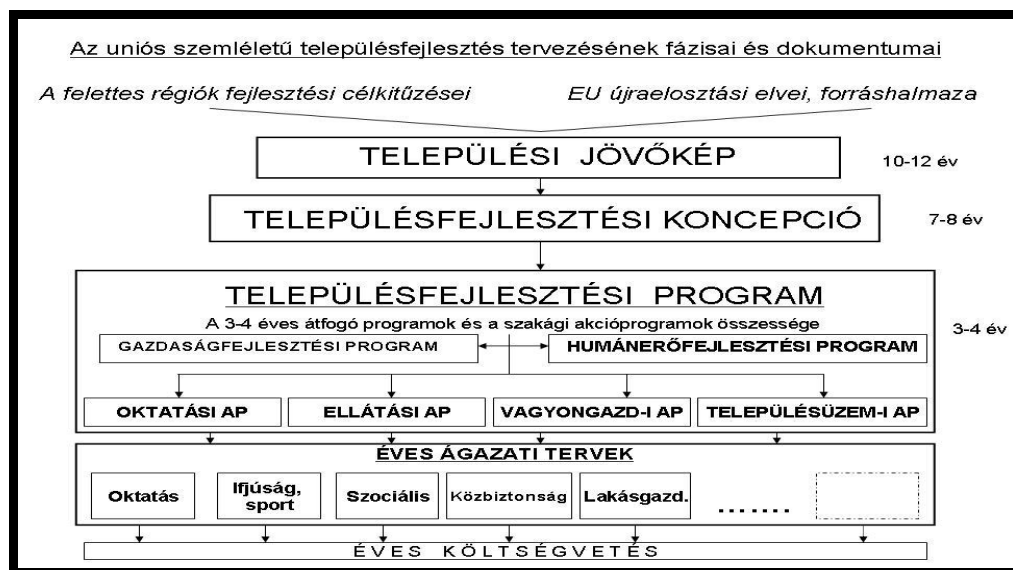 Az uniós szemléletű településfejlesztés tervezésének fázisai és dokumentumai
A felettes régiók fejlesztési célkitűzései
EU újraelosztási elvei, forráshalmaza
TELEPÜLÉSI JÖVŐKÉP
10-12 év
TELEPÜLÉSFEJLESZTÉSI KONCEPCIÓ
7-8 év
TELEPÜLÉSFEJLESZTÉSI PROGRAM
A 3-4 éves átfogó programok és a szakági akcióprogramok összessége
3-4 év
GAZDASÁGFEJLESZTÉSI PROGRAM
HUMÁNERŐFEJLESZTÉSI PROGRAM
OKTATÁSI AP
ELLÁTÁSI AP
VAGYONGAZD-I AP
TELEPÜLÉSÜZEM-I AP
ÉVES ÁGAZATI TERVEK
Oktatás
Ifjúság,
sport
Szociális
Közbiztonság
Lakásgazd.
.......
ÉVES KÖLTSÉGVETÉS